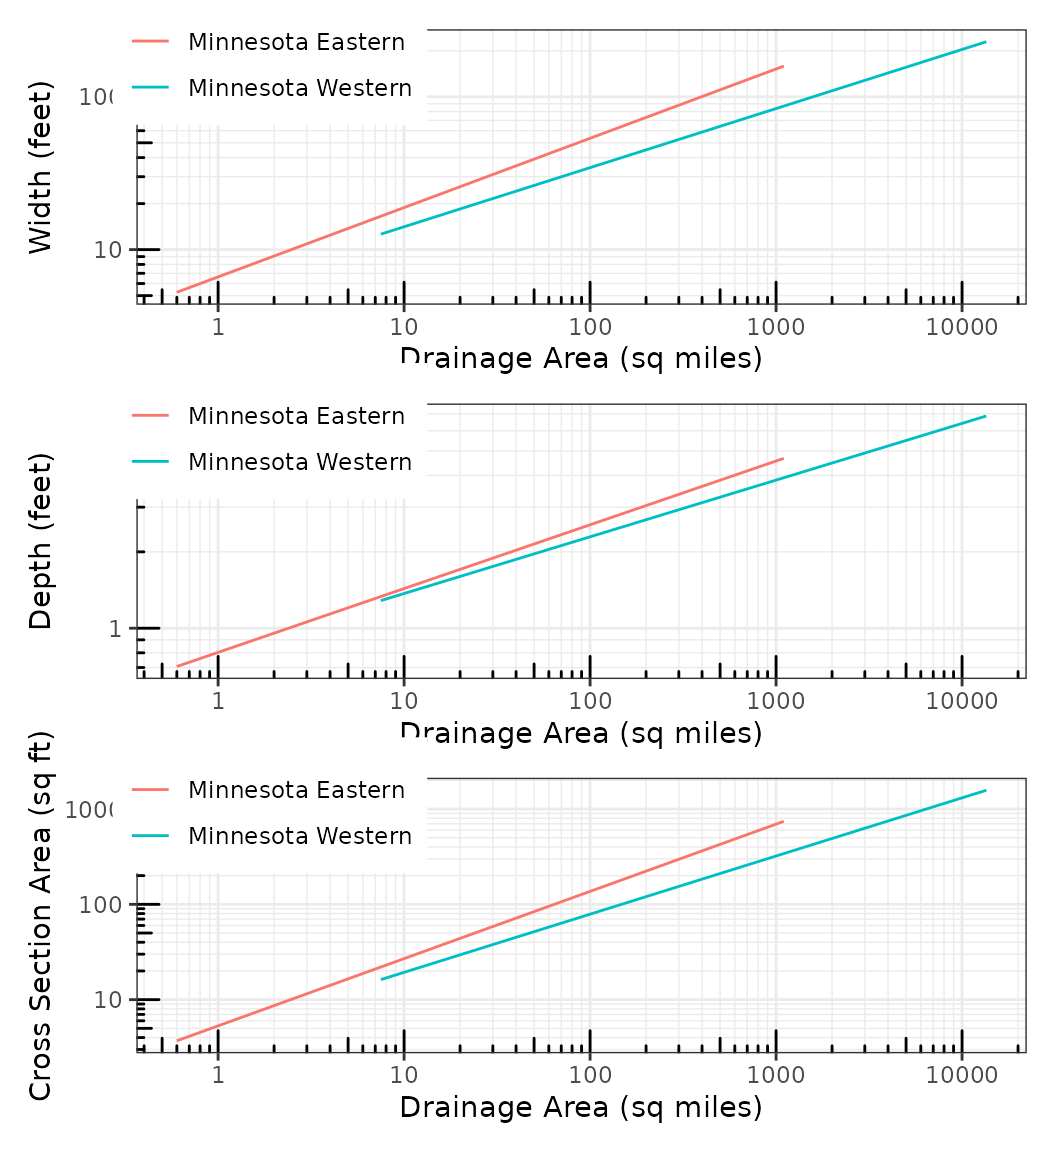 Minnesota Eastern
Minnesota Western
Width (feet)
10
1 10 100 1000 10000
Drainage Area (sq miles)
Minnesota Eastern
Minnesota Western
Depth (feet)
1
1 10 100 1000 10000
Drainage Area (sq miles)
Minnesota Eastern
Minnesota Western
Cross Section Area (sq ft)
100
10
1 10 100 1000 10000
Drainage Area (sq miles)